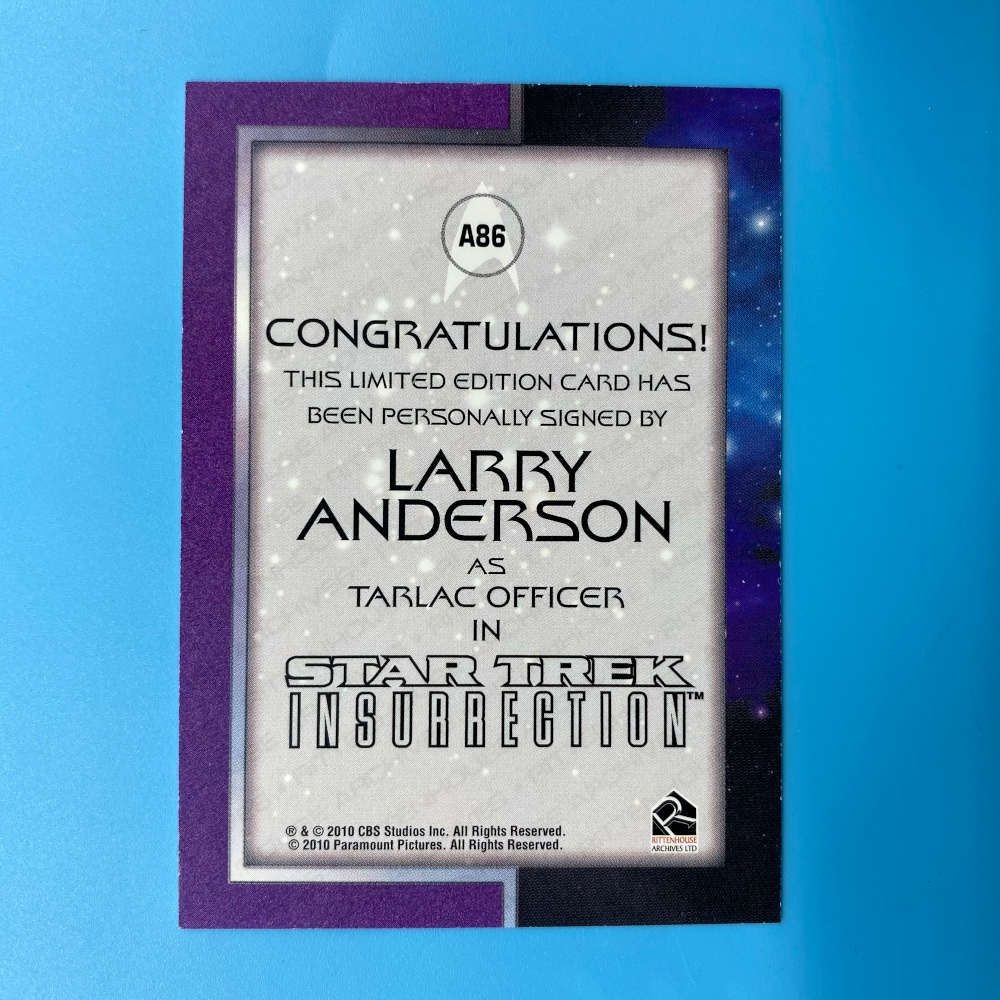 A86
CONGRATULATIONS!
THIS LIMITED EDITION CARD HAS
BEEN PERSONALLY SIGNED BY
LARRY
ANDERSON
AS
TARLAC OFFICER
IN
STAR TREK
INSURRECTION™
® & © 2010 CBS Studios Inc. All Rights Reserved.
© 2010 Paramount Pictures. All Rights Reserved.
RITTENHOUSE
ARCHIVES LTD